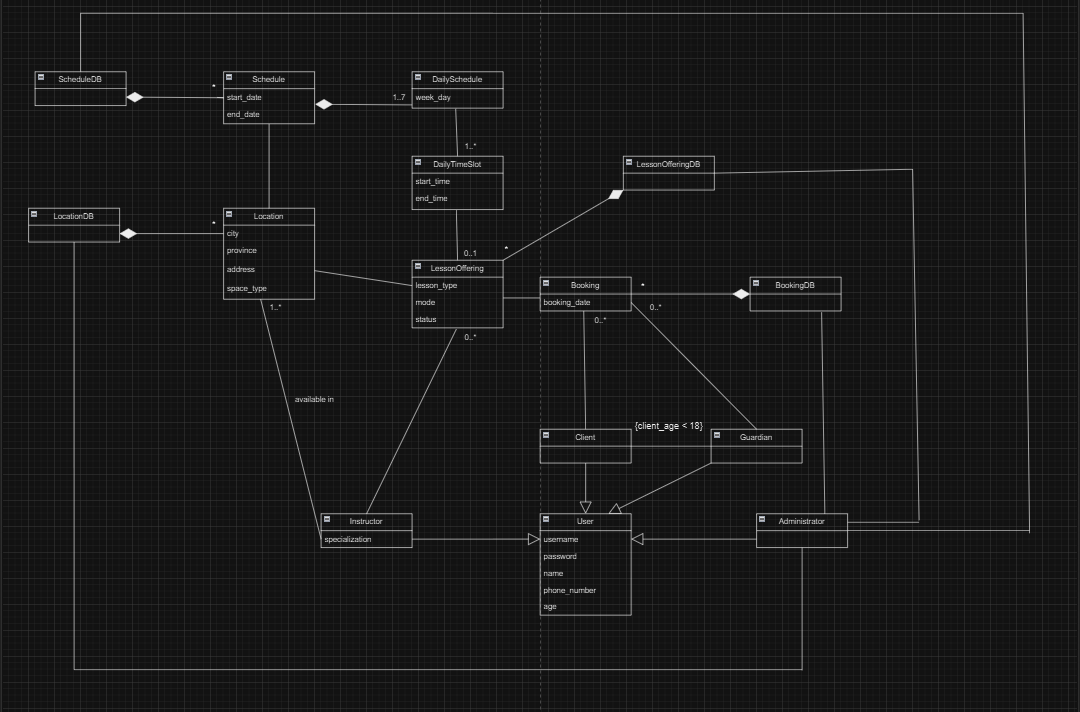 ScheduleDB
*
Schedule
start_date
end_date
1..7
DailySchedule
week_day
1..*
DailyTimeSlot
start_time
end_time
LessonOfferingDB
LocationDB
*
Location
city
province
address
space_type
1..*
0..1
*
LessonOffering
lesson_type
mode
status
0..*
Booking
booking_date
*
0..*
0..*
BookingDB
available in
Client
{client_age < 18}
Guardian
Instructor
specialization
User
username
password
name
phone_number
age
Administrator